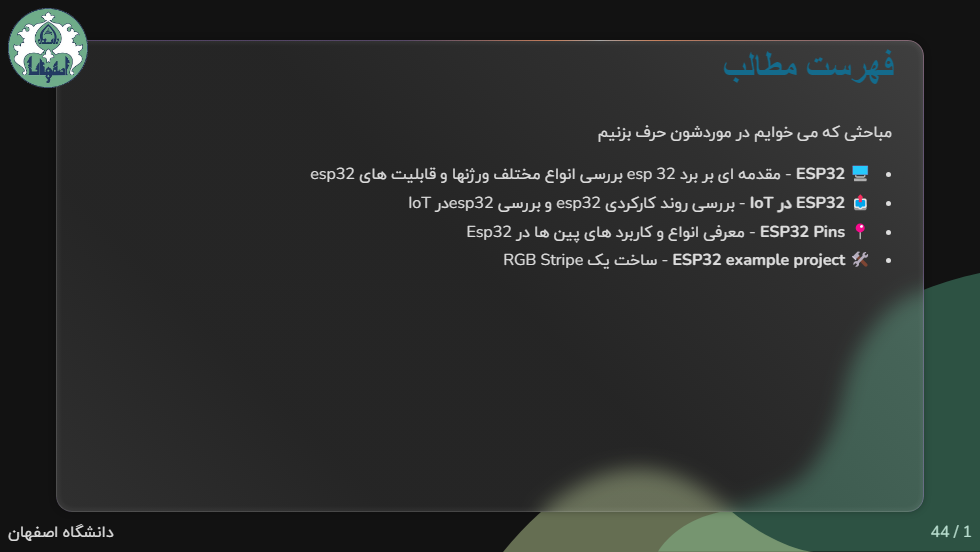 فهرست مطالب
مباحثی که می خوایم در موردشون حرف بزنیم
ESP32 - مقدمه ای بر برد esp 32 بررسی انواع مختلف ورژنها و قابلیت های esp32
ESP32 در IoT - بررسی روند کارکردی esp32 و بررسی esp32در IoT
ESP32 Pins - معرفی انواع و کاربرد های پین ها در Esp32
ESP32 example project - ساخت یک RGB Stripe
دانشگاه اصفهان
44 / 1